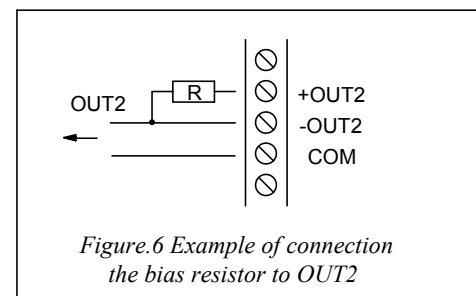 R
OUT2
+OUT2
-OUT2
COM
Figure.6 Example of connection
the bias resistor to OUT2